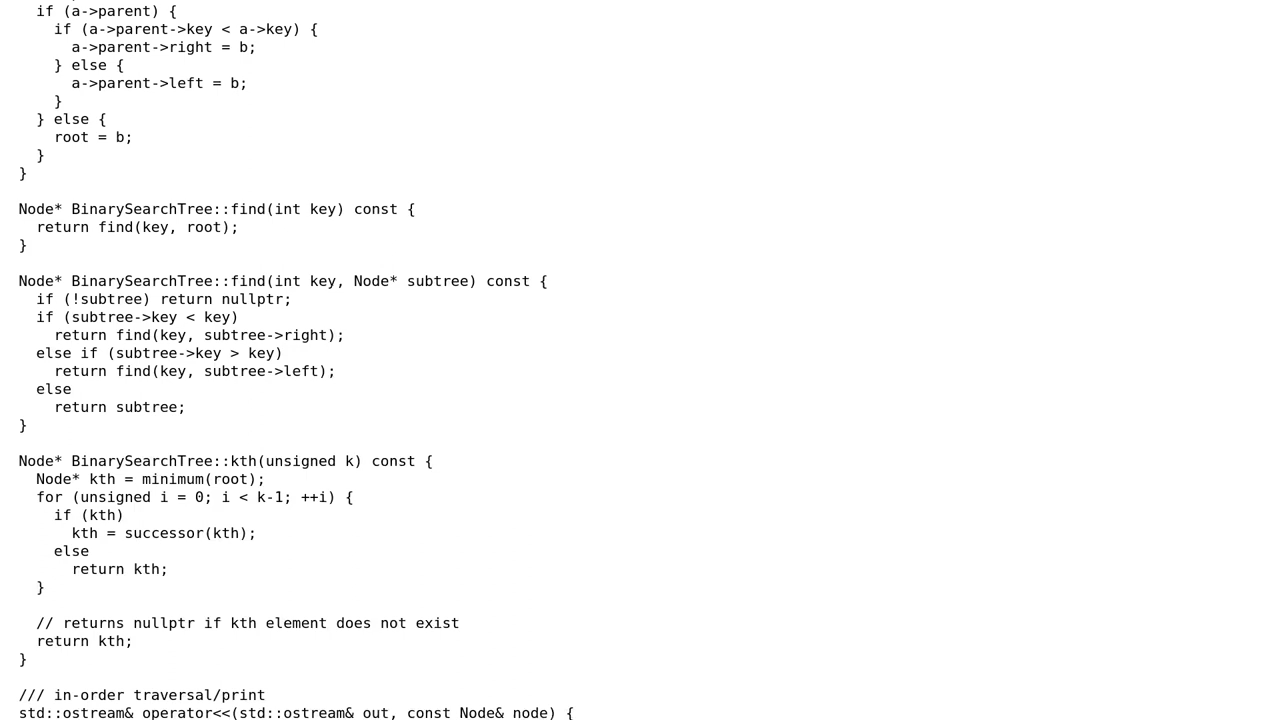 if (a->parent) {
    if (a->parent->key < a->key) {
      a->parent->right = b;
    } else {
      a->parent->left = b;
    }
  } else {
    root = b;
  }
}

Node* BinarySearchTree::find(int key) const {
  return find(key, root);
}

Node* BinarySearchTree::find(int key, Node* subtree) const {
  if (!subtree) return nullptr;
  if (subtree->key < key)
    return find(key, subtree->right);
  else if (subtree->key > key)
    return find(key, subtree->left);
  else
    return subtree;
}

Node* BinarySearchTree::kth(unsigned k) const {
  Node* kth = minimum(root);
  for (unsigned i = 0; i < k-1; ++i) {
    if (kth)
      kth = successor(kth);
    else
      return kth;
  }

  // returns nullptr if kth element does not exist
  return kth;
}

/// in-order traversal/print
std::ostream& operator<<(std::ostream& out, const Node& node) {